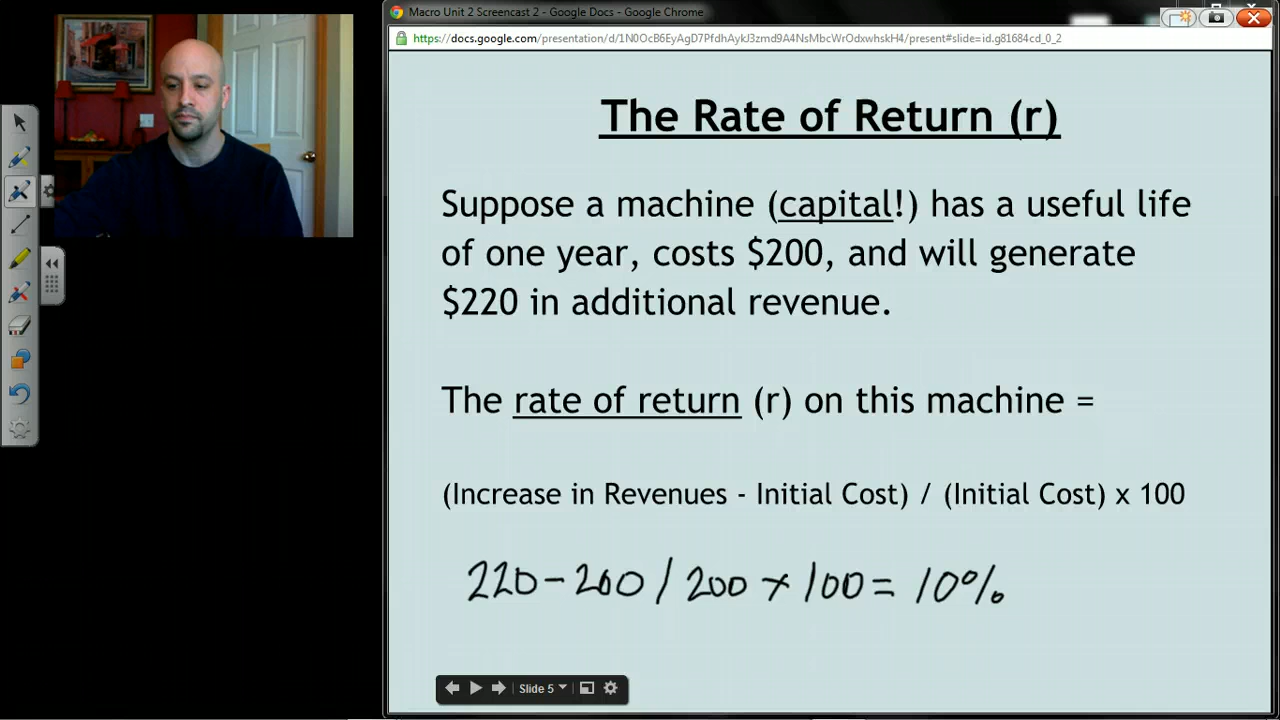 Macro Unit 2 Screencast 2 - Google Docs - Google Chrome
https://docs.google.com/presentation/d/1N0OcB6EyAgD7PfdhAykJ3zmd9A4NsMbcWrOdxwhskH4/present#slide=id.g81684cd_0_2
The Rate of Return (r)
Suppose a machine (capital!) has a useful life
of one year, costs $200, and will generate
$220 in additional revenue.
The rate of return (r) on this machine =
(Increase in Revenues - Initial Cost) / (Initial Cost) x 100
220-200 / 200 x 100 = 10%
Slide 5